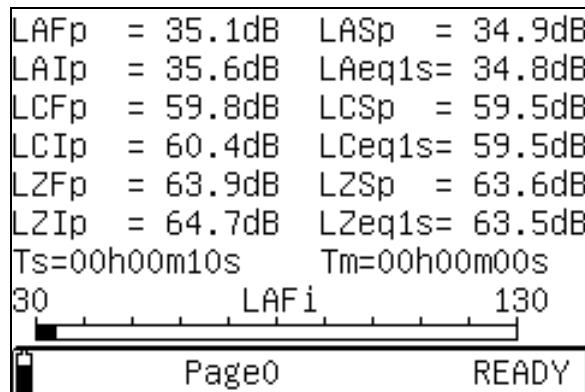 LAFp = 35.1dB LASp = 34.9dB
LAIp = 35.6dB LAeq1s= 34.8dB
LCFp = 59.8dB LCSp = 59.5dB
LCIp = 60.4dB LCeq1s= 59.5dB
LZFp = 63.9dB LZSp = 63.6dB
LZIp = 64.7dB LZeq1s= 63.5dB
Ts=00h00m10s Tm=00h00m00s
30 LAFi 130
Page0 READY